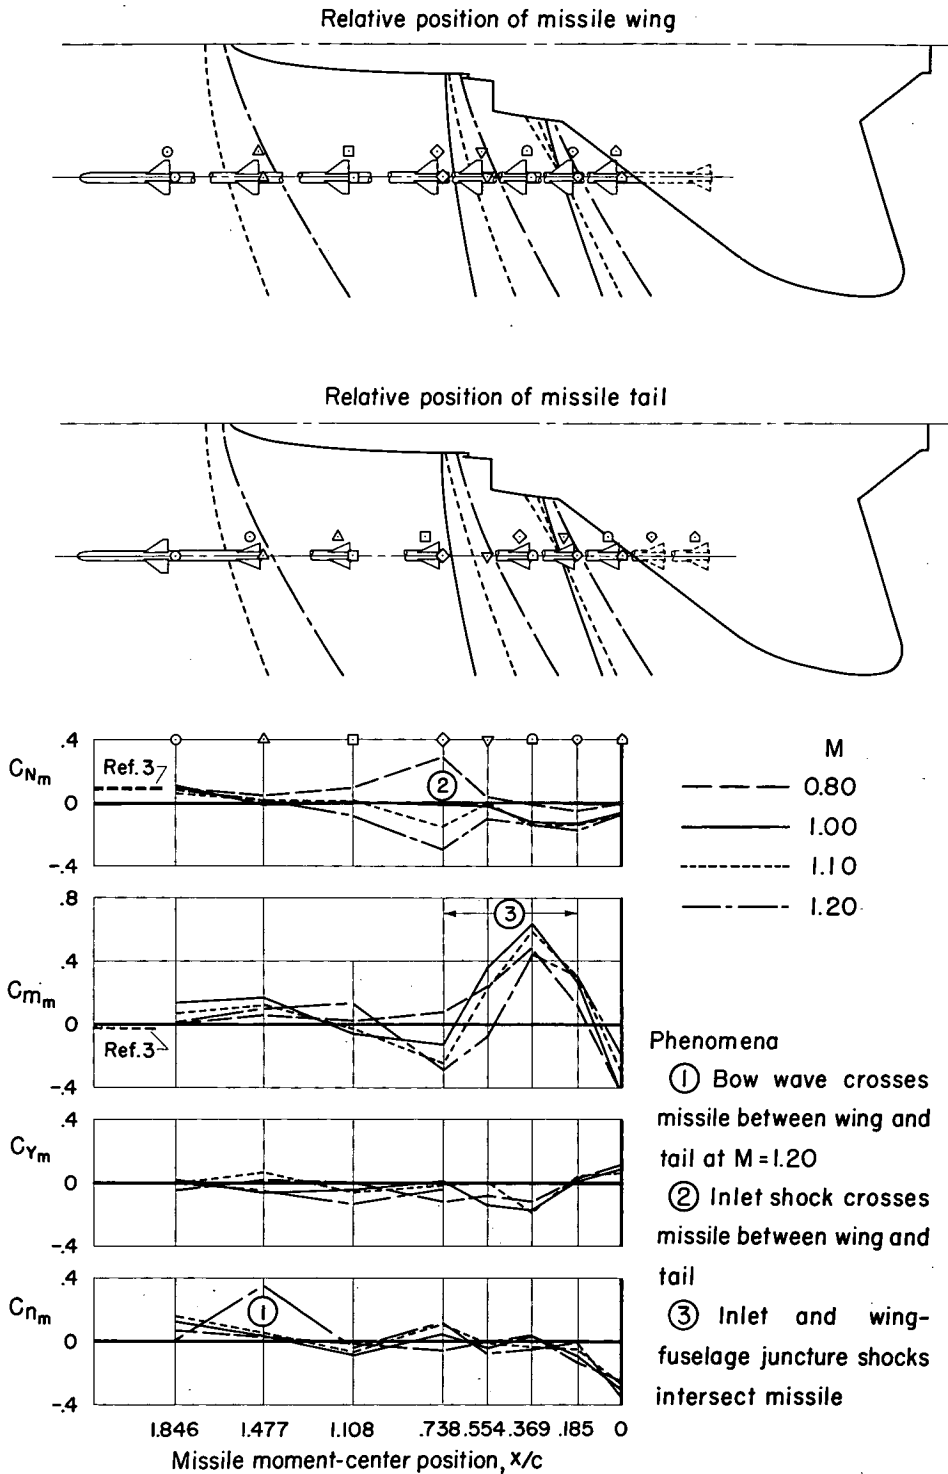 Relative position of missile wing
Relative position of missile tail
.4
CNm
Ref. 3
0
-.4
2
M
0.80
1.00
1.10
1.20
.8
3
.4
Cmm
0
Ref. 3
-.4
.4
CYm
0
-.4
.4
Cnm
1
0
-.4
1.846 1.477 1.108 .738 .554 .369 .185 0
Missile moment-center position, x/c
Phenomena
1 Bow wave crosses
missile between wing and
tail at M = 1.20
2 Inlet shock crosses
missile between wing and
tail
3 Inlet and wing-
fuselage juncture shocks
intersect missile